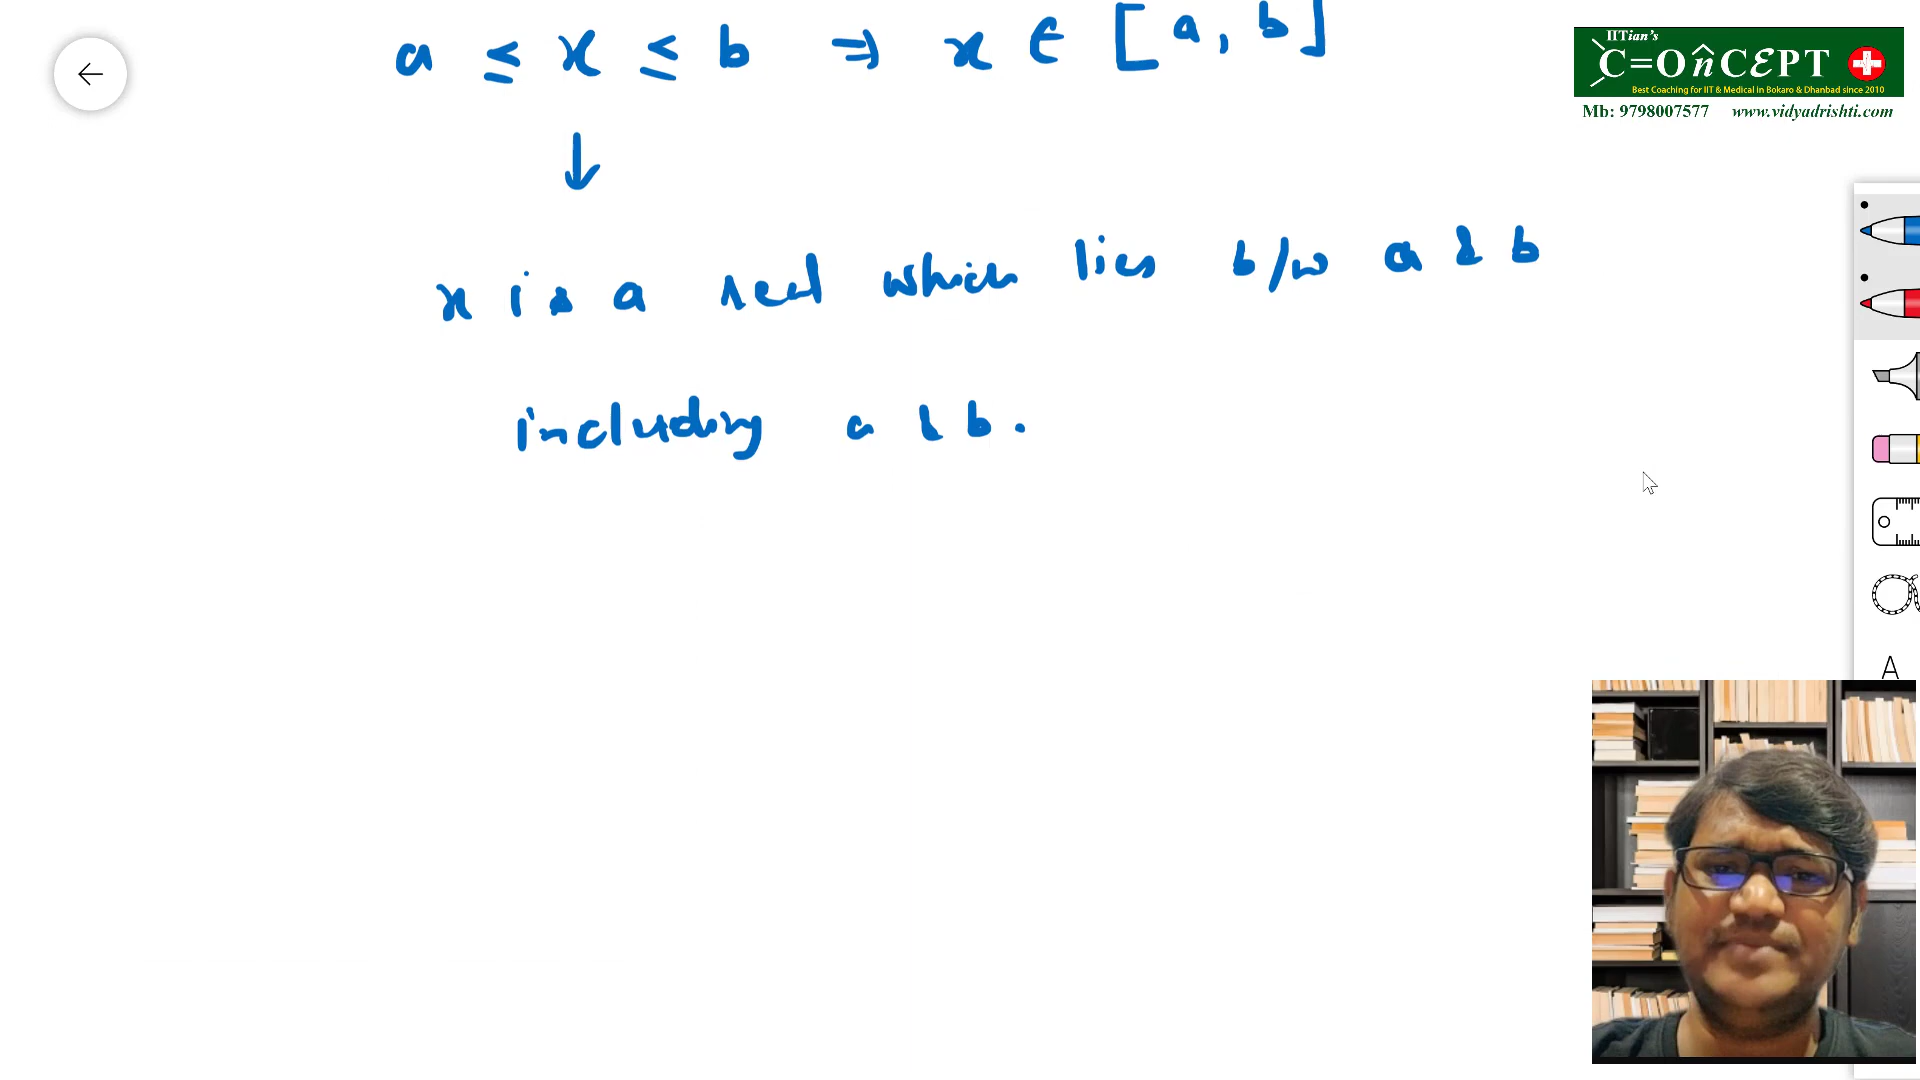 a ≤ x ≤ b ⇒ x ∈ [a, b]
↓
x is a real which lies b/w a & b
including a & b.
IITian's
C=OnCEPT
Best Coaching for IIT & Medical in Bokaro & Dhanbad since 2010
Mb: 9798007577 www.vidyadrishti.com
A